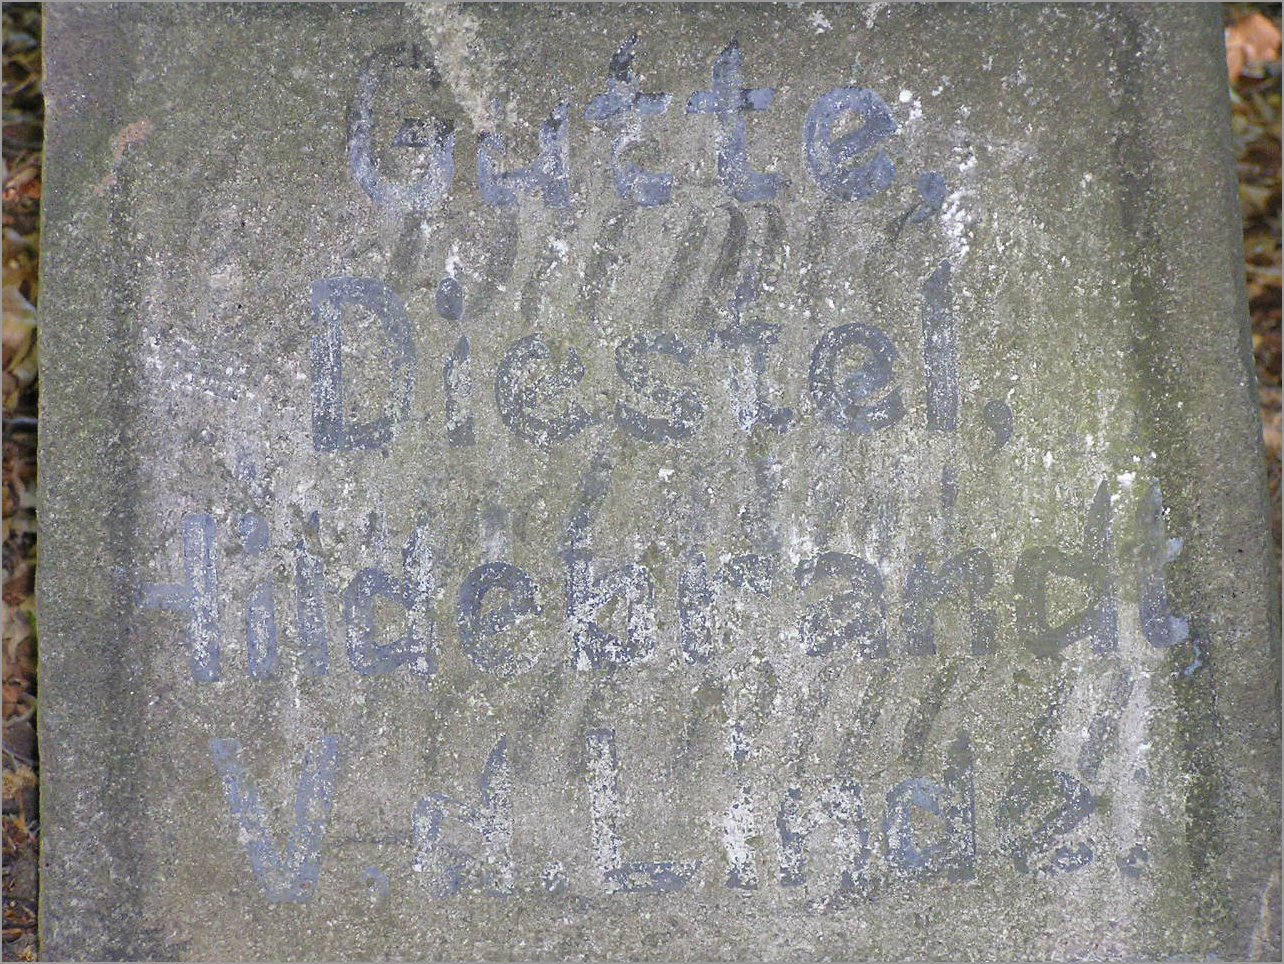 Gutte,
Diestel,
Hildebrandt,
V. d. Linde.